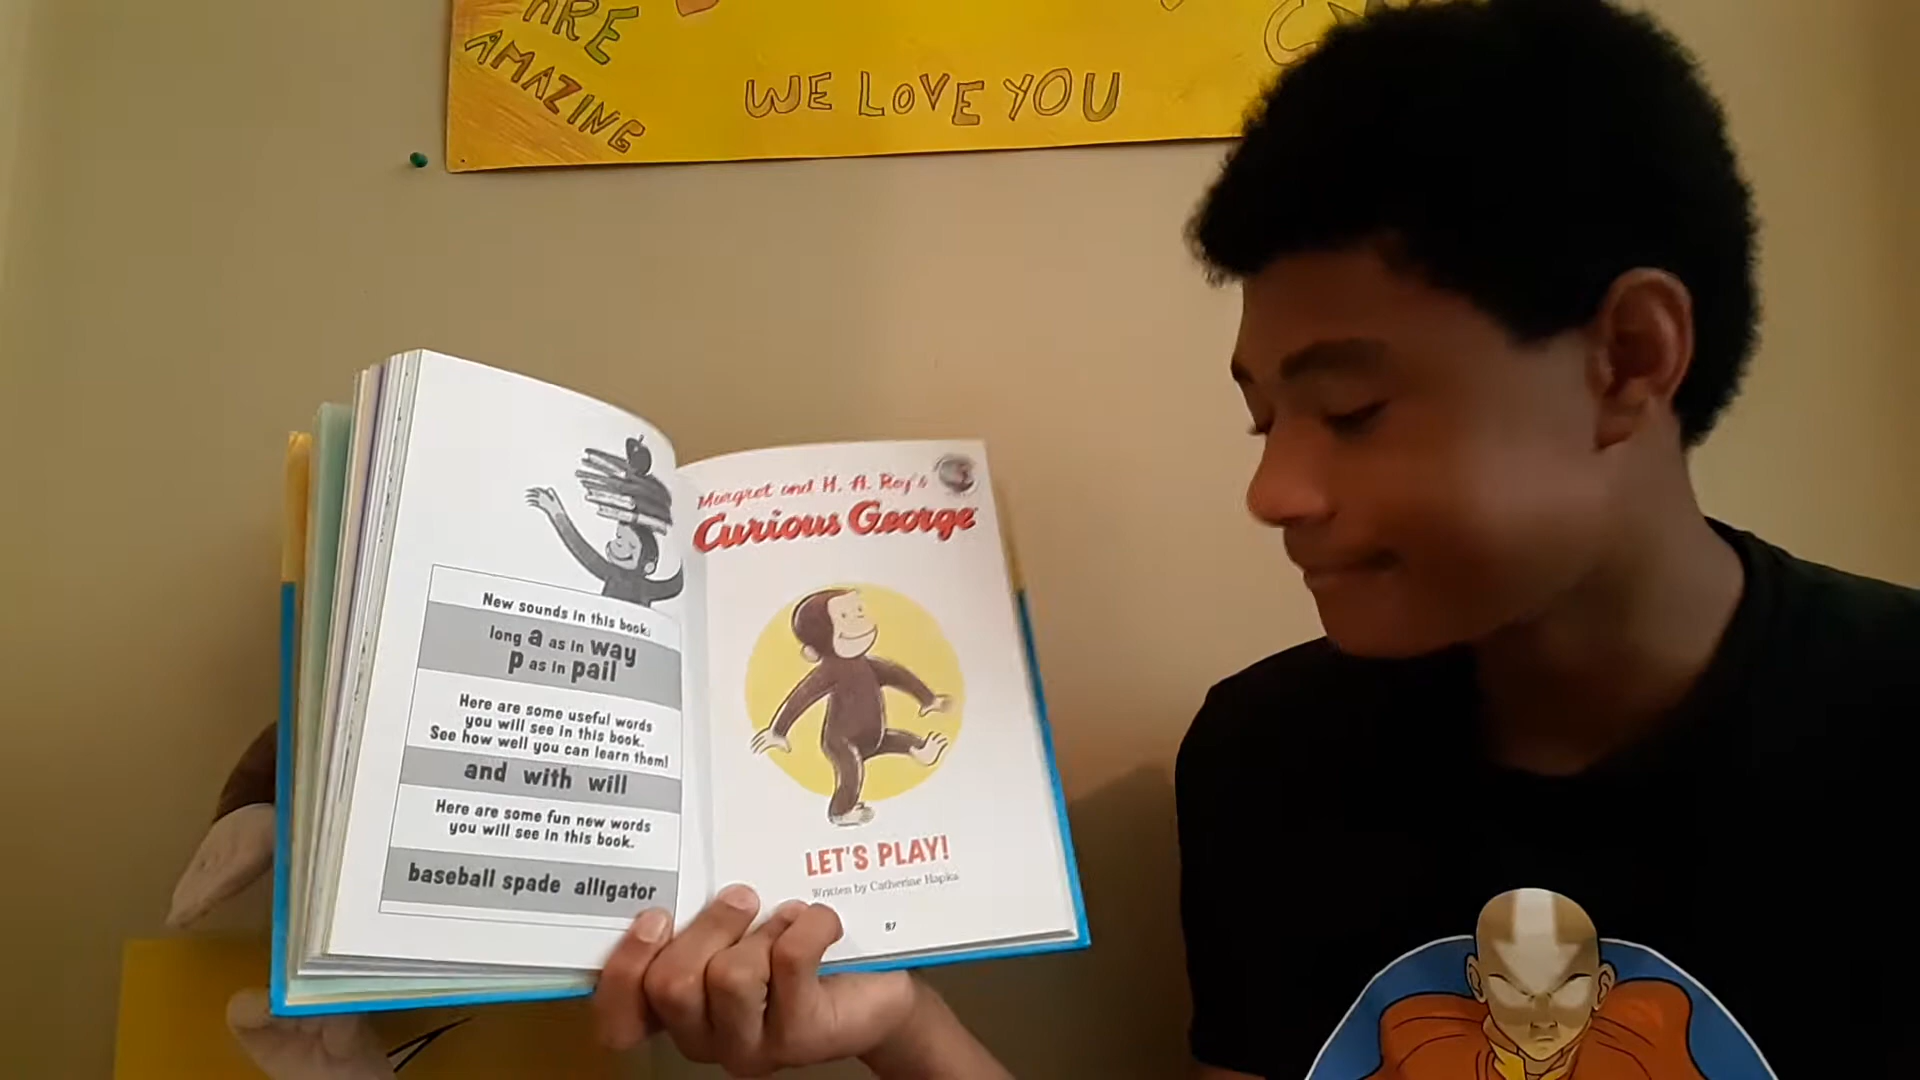 ARE
AMAZING
WE LOVE YOU
New sounds in this book:
long a as in way
p as in pail
Here are some useful words
you will see in this book.
See how well you can learn them!
and with will
Here are some fun new words
you will see in this book.
baseball spade alligator
Margret and H. A. Rey's
Curious George
LET'S PLAY!
Written by Catherine Hapka
87